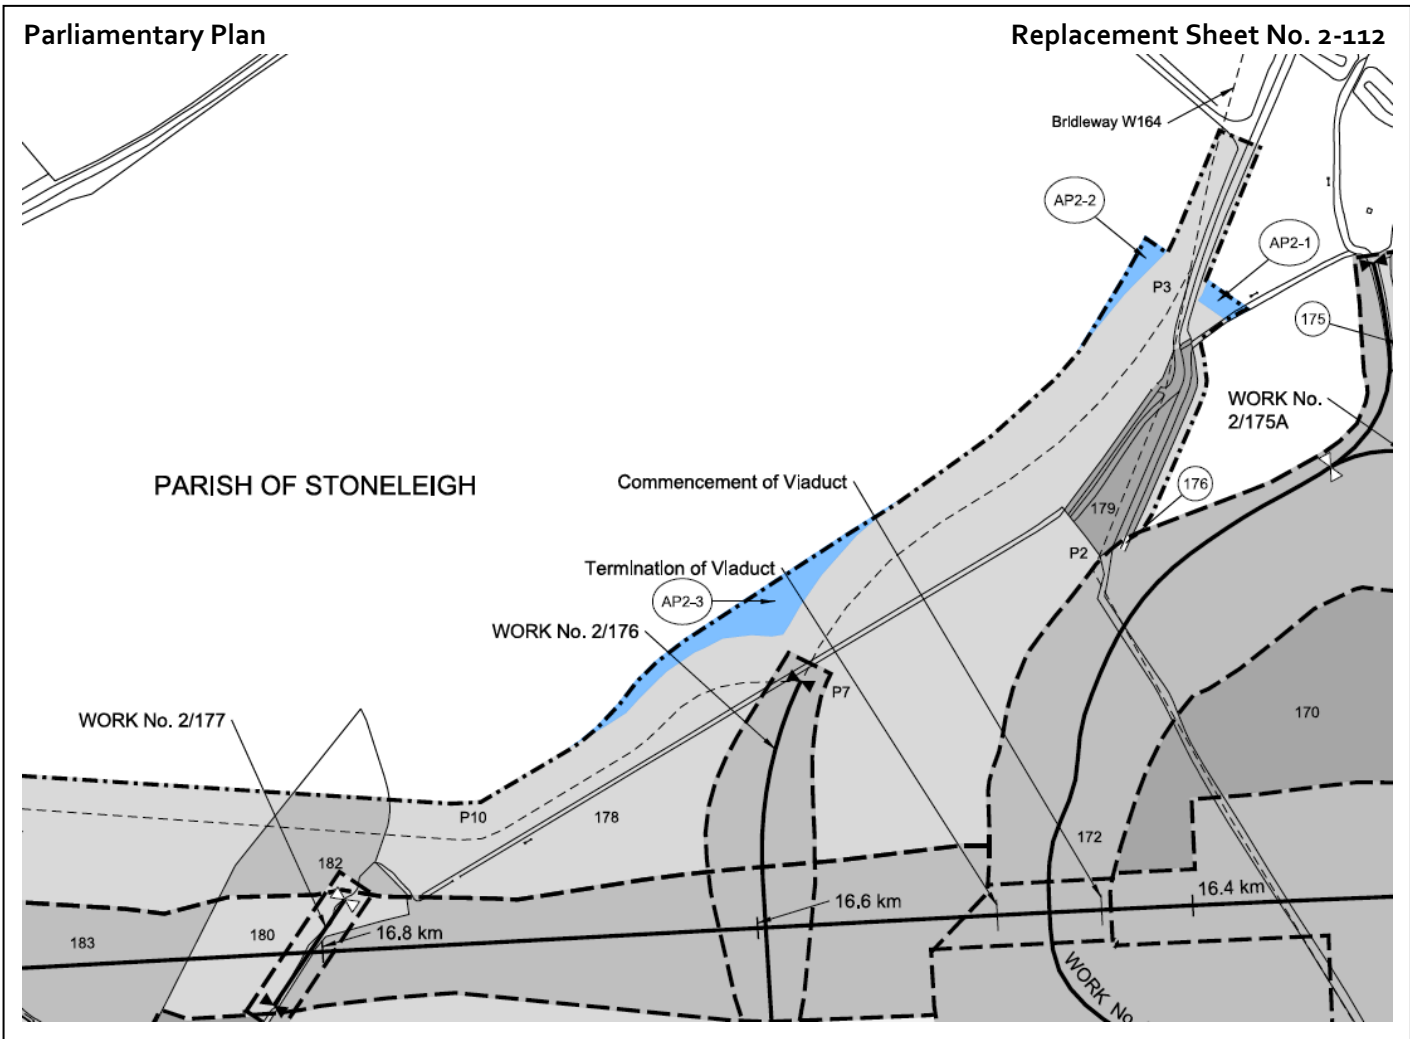 Parliamentary Plan
Replacement Sheet No. 2-112
Bridleway W164
AP2-2
AP2-1
P3
175
WORK No.
2/175A
PARISH OF STONELEIGH
Commencement of Viaduct
176
179
P2
Termination of Viaduct
AP2-3
WORK No. 2/176
P7
170
WORK No. 2/177
P10
178
172
182
16.4 km
16.6 km
183
180
16.8 km
WORK No.